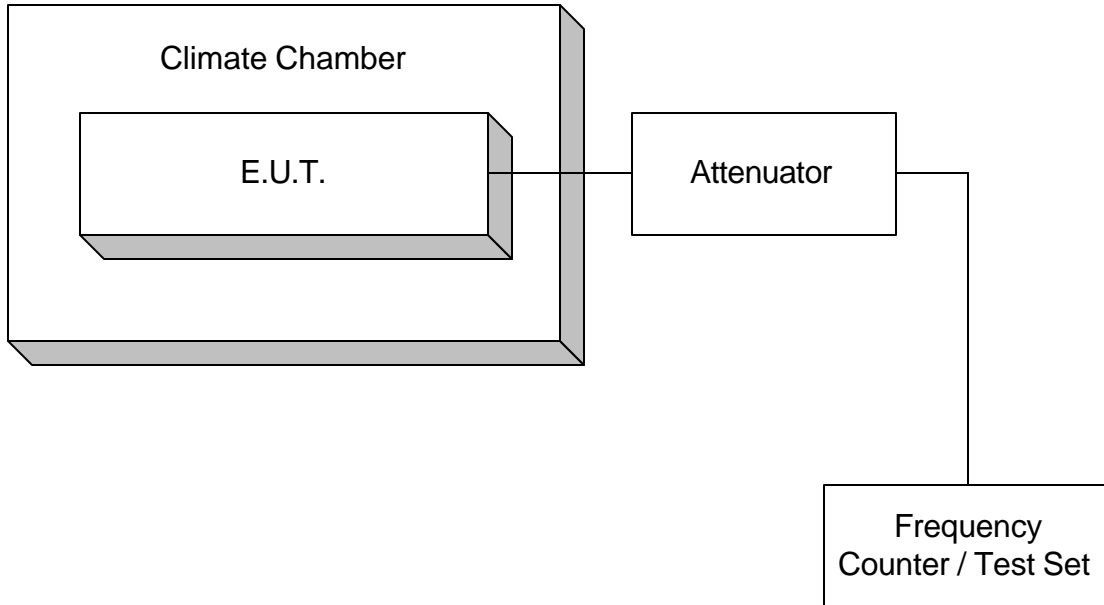 Climate Chamber
E.U.T.
Attenuator
Frequency
Counter / Test Set